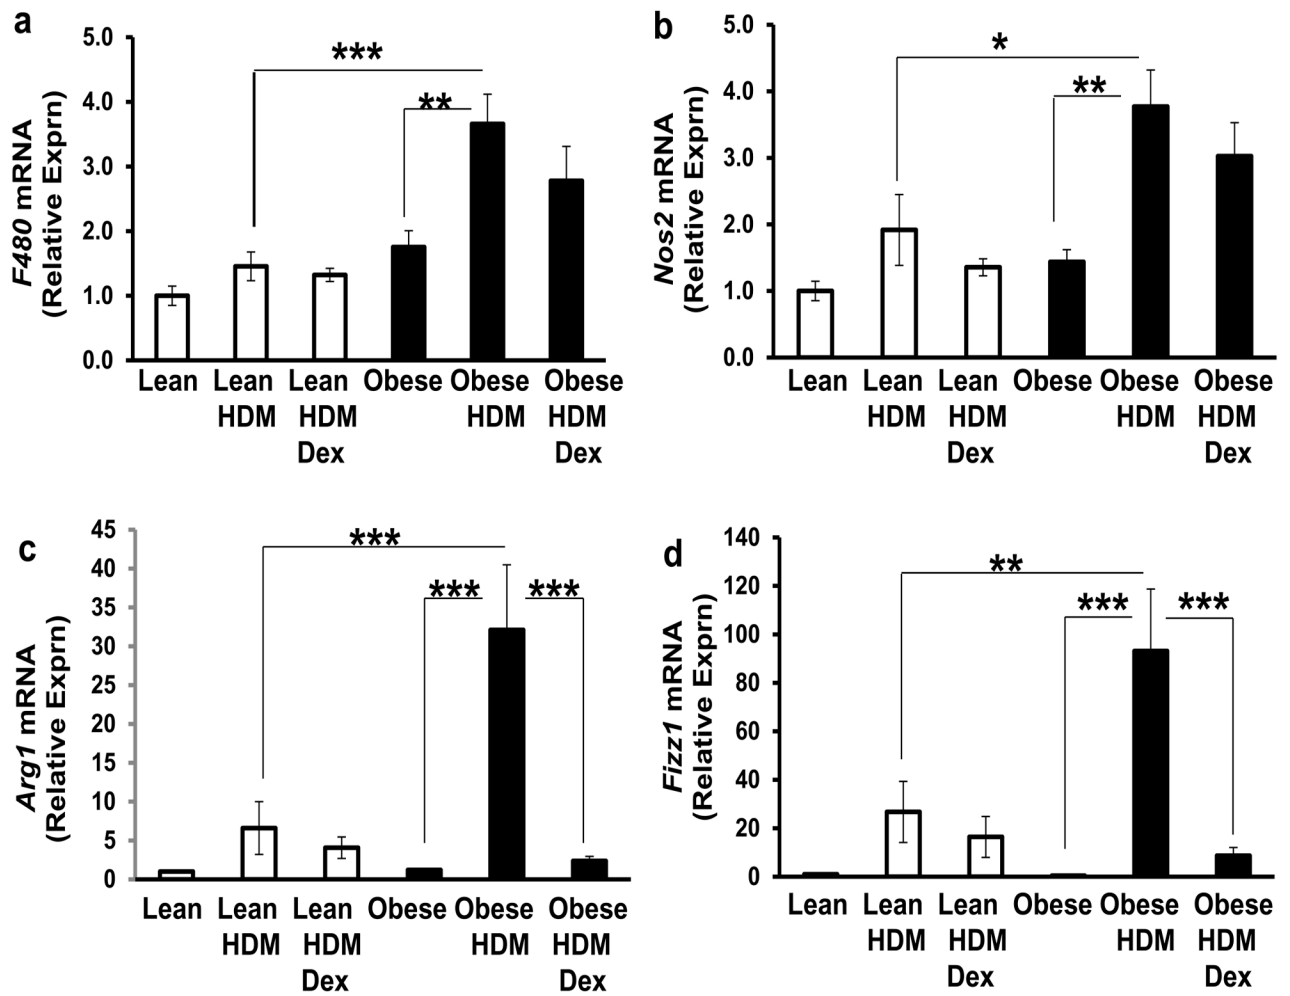 a
F480 mRNA
(Relative Exprn)
5.0
4.0
3.0
2.0
1.0
0.0
***
**
Lean Lean Lean Obese Obese Obese
HDM HDM HDM HDM
Dex Dex
b
Nos2 mRNA
(Relative Exprn)
5.0
4.0
3.0
2.0
1.0
0.0
*
**
Lean Lean Lean Obese Obese Obese
HDM HDM HDM HDM
Dex Dex
c
Arg1 mRNA
(Relative Exprn)
45
40
35
30
25
20
15
10
5
0
***
*** ***
Lean Lean Lean Obese Obese Obese
HDM HDM HDM HDM
Dex Dex
d
Fizz1 mRNA
(Relative Exprn)
140
120
100
80
60
40
20
0
**
*** ***
Lean Lean Lean Obese Obese Obese
HDM HDM HDM HDM
Dex Dex